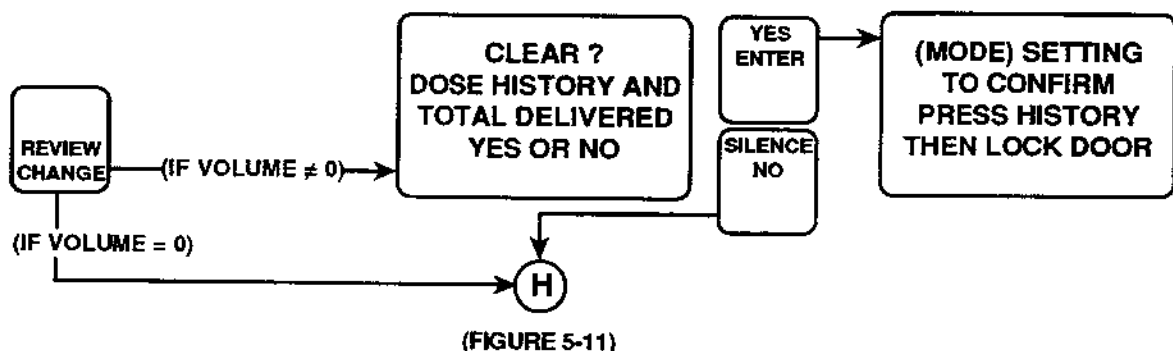 REVIEW
CHANGE
(IF VOLUME ≠ 0)
(IF VOLUME = 0)
CLEAR ?
DOSE HISTORY AND
TOTAL DELIVERED
YES OR NO
YES
ENTER
SILENCE
NO
(MODE) SETTING
TO CONFIRM
PRESS HISTORY
THEN LOCK DOOR
H
(FIGURE 5-11)